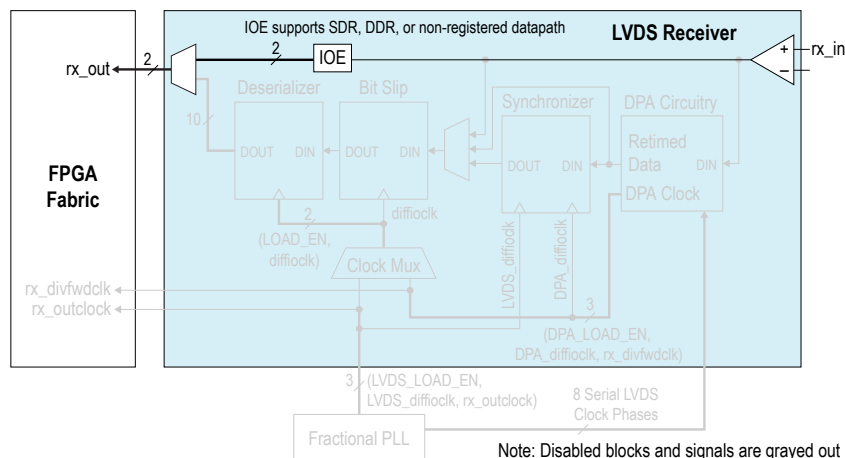 IOE supports SDR, DDR, or non-registered datapath
LVDS Receiver
2
2
IOE
+
–
rx_in
rx_out
Deserializer
Bit Slip
Synchronizer
DPA Circuitry
10
DOUT DIN
DOUT DIN
DOUT DIN
Retimed
Data
DIN
DPA Clock
FPGA
Fabric
2
(LOAD_EN,
diffioclk)
diffioclk
LVDS_diffioclk
DPA_diffioclk
Clock Mux
rx_divfwdclk
rx_outclock
3
(DPA_LOAD_EN,
DPA_diffioclk, rx_divfwdclk)
3
(LVDS_LOAD_EN,
LVDS_diffioclk, rx_outclock)
8 Serial LVDS
Clock Phases
Fractional PLL
Note: Disabled blocks and signals are grayed out